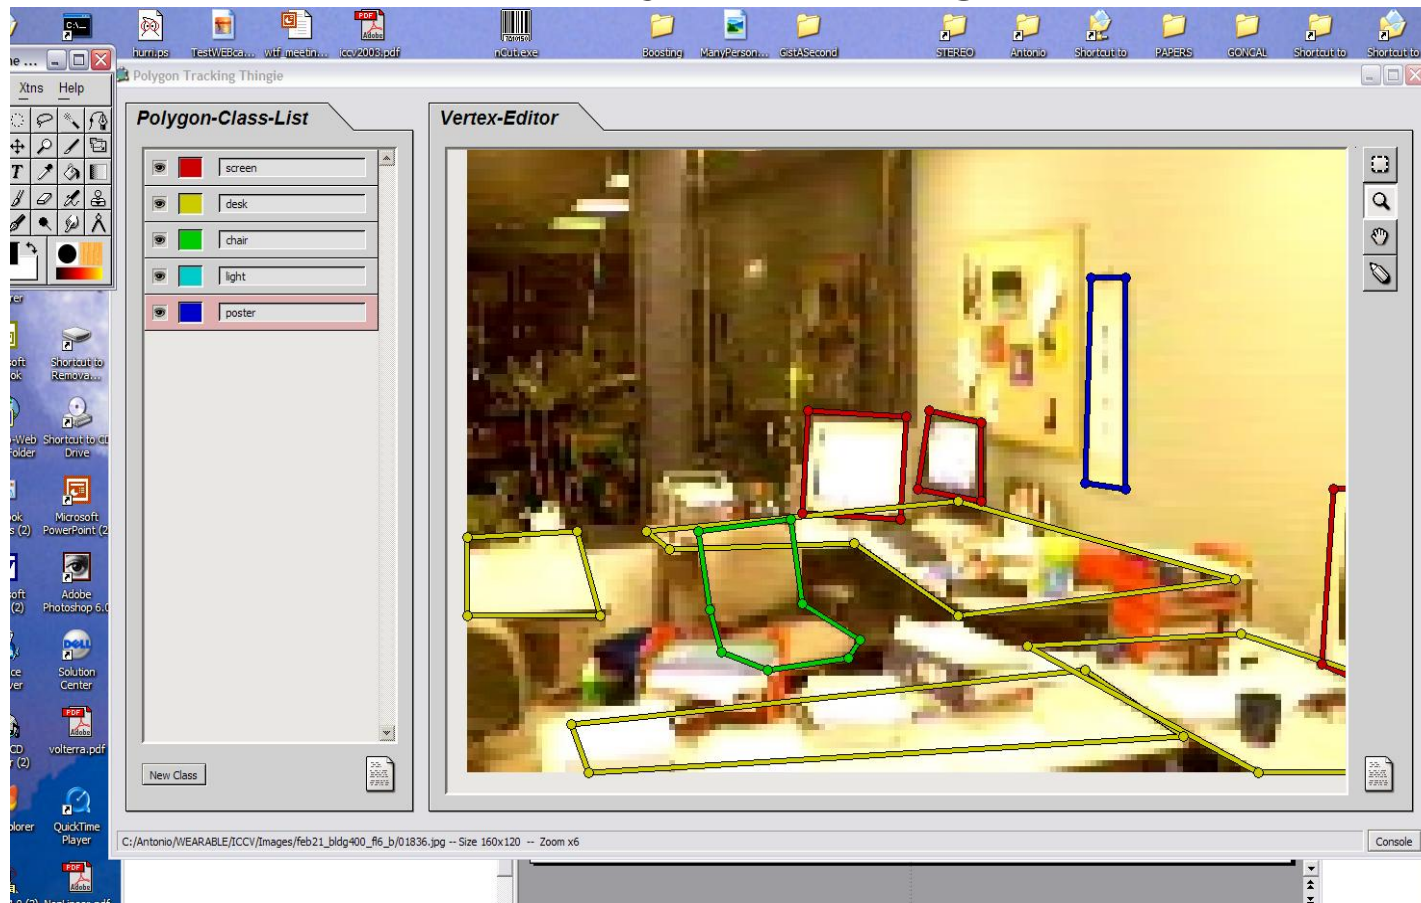 hurri.ps
TestWEBca...
wtf_meetin...
iccv2003.pdf
nCut.exe
Boosting
ManyPerson...
GistASecond
STEREO
Antonio
Shortcut to
PAPERS
GONCAL
Shortcut to
Shortcut to
Polygon Tracking Thingie
Xtns Help
Polygon-Class-List
Vertex-Editor
screen
desk
chair
light
poster
New Class
C:/Antonio/WEARABLE/ICCV/Images/feb21_bldg400_fl6_b/01836.jpg -- Size 160x120 -- Zoom x6
Console
Shortcut to
Remova...
Shortcut to CD
Drive
Microsoft
PowerPoint (2
Adobe
Photoshop 6.0
Solution
Center
volterra.pdf
QuickTime
Player